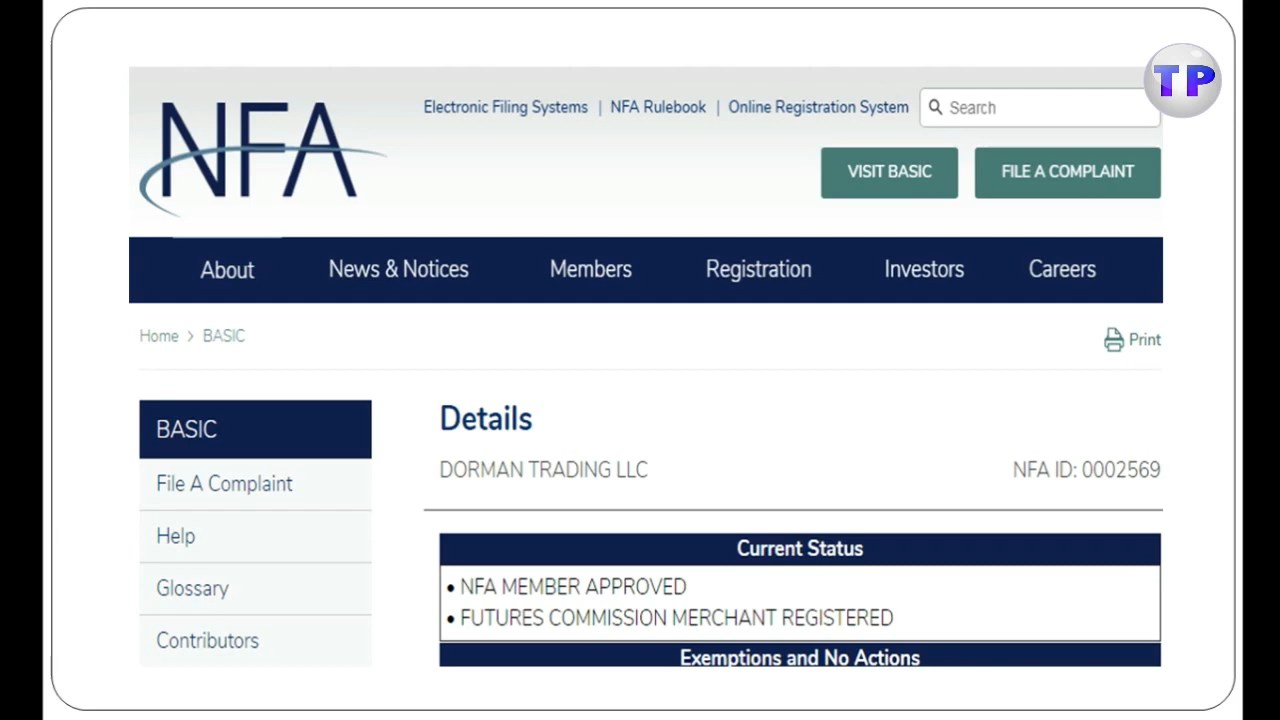 TP
NFA
Electronic Filing Systems | NFA Rulebook | Online Registration System
Search
VISIT BASIC
FILE A COMPLAINT
About
News & Notices
Members
Registration
Investors
Careers
Home > BASIC
Print
BASIC
File A Complaint
Help
Glossary
Contributors
Details
DORMAN TRADING LLC
NFA ID: 0002569
Current Status
• NFA MEMBER APPROVED
• FUTURES COMMISSION MERCHANT REGISTERED
Exemptions and No Actions